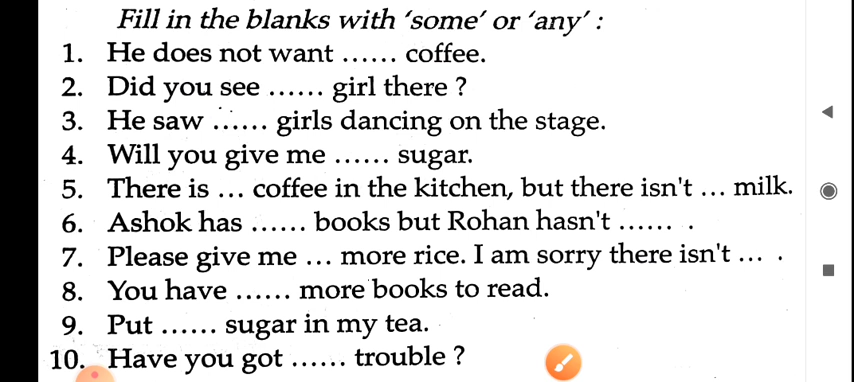 Fill in the blanks with ‘some’ or ‘any’ :
1. He does not want ...... coffee.
2. Did you see ...... girl there ?
3. He saw ...... girls dancing on the stage.
4. Will you give me ...... sugar.
5. There is ... coffee in the kitchen, but there isn't ... milk.
6. Ashok has ...... books but Rohan hasn't ...... .
7. Please give me ... more rice. I am sorry there isn't ... .
8. You have ...... more books to read.
9. Put ...... sugar in my tea.
10. Have you got ...... trouble ?